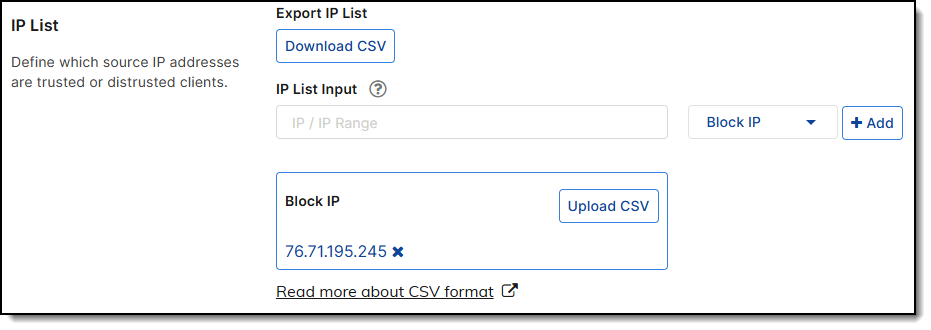 IP List
Define which source IP addresses
are trusted or distrusted clients.
Export IP List
Download CSV
IP List Input ?
IP / IP Range
Block IP
+ Add
Block IP
Upload CSV
76.71.195.245 ✖
Read more about CSV format